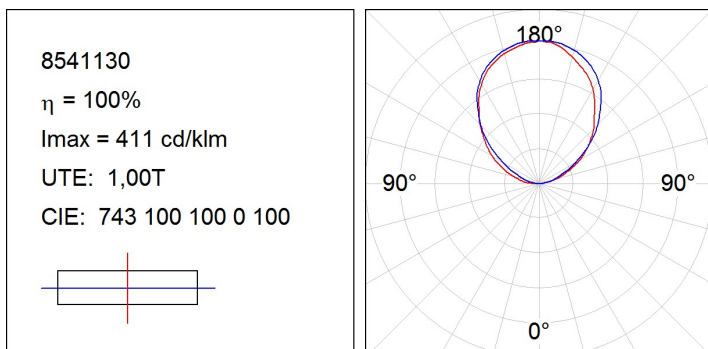 8541130
η = 100%
Imax = 411 cd/klm
UTE: 1,00T
CIE: 743 100 100 0 100
180°
90° 90°
0°